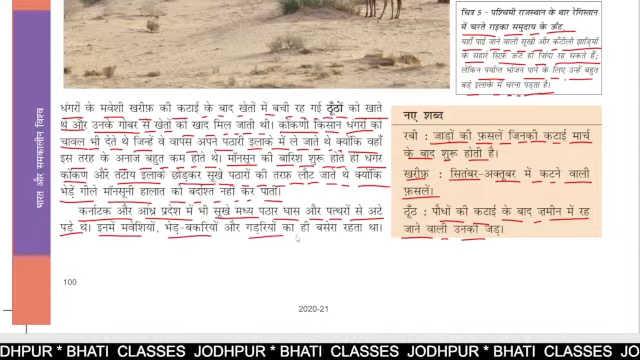 चित्र 5 - पश्चिमी राजस्थान के थार रेगिस्तान
में चरते राइका समुदाय के ऊँट.
यहाँ पाई जाने वाली सूखी और कँटीली झाड़ियों
के सहारे सिर्फ़ ऊँट ही ज़िंदा रह सकते हैं;
लेकिन पर्याप्त भोजन पाने के लिए उन्हें बहुत
बड़े इलाके में चरना पड़ता है।
धंगरों के मवेशी खरीफ़ की कटाई के बाद खेतों में बची रह गई ठूँठों को खाते
थे और उनके गोबर से खेतों को खाद मिल जाती थी। कोंकणी किसान धंगरों को
चावल भी देते थे जिन्हें वे वापस अपने पठारी इलाके में ले जाते थे क्योंकि वहाँ
इस तरह के अनाज बहुत कम होते थे। मॉनसून की बारिश शुरू होते ही धंगर
कोंकण और तटीय इलाके छोड़कर सूखे पठारों की तरफ़ लौट जाते थे क्योंकि
भेड़ें गीले मॉनसूनी हालात को बर्दाश्त नहीं कर पातीं।
कर्नाटक और आंध्र प्रदेश में भी सूखे मध्य पठार घास और पत्थरों से अटे
पड़े थे। इनमें मवेशियों, भेड़-बकरियों और गड़रियों का ही बसेरा रहता था।
नए शब्द
रबी : जाड़ों की फ़सलें जिनकी कटाई मार्च
के बाद शुरू होती है।
खरीफ़ : सितंबर-अक्तूबर में कटने वाली
फ़सलें।
ठूँठ : पौधों की कटाई के बाद ज़मीन में रह
जाने वाली उनकी जड़।
भारत और समकालीन विश्व
100
2020-21
DHPUR * BHATI CLASSES JODHPUR * BHATI CLASSES JODHPUR * BHATI CLASSES JO